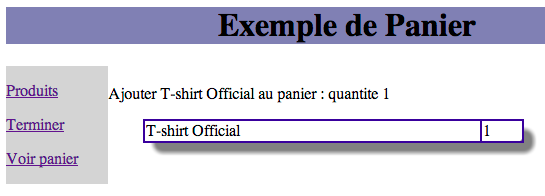 Exemple de Panier
Produits
Terminer
Voir panier
Ajouter T-shirt Official au panier : quantite 1
T-shirt Official 1